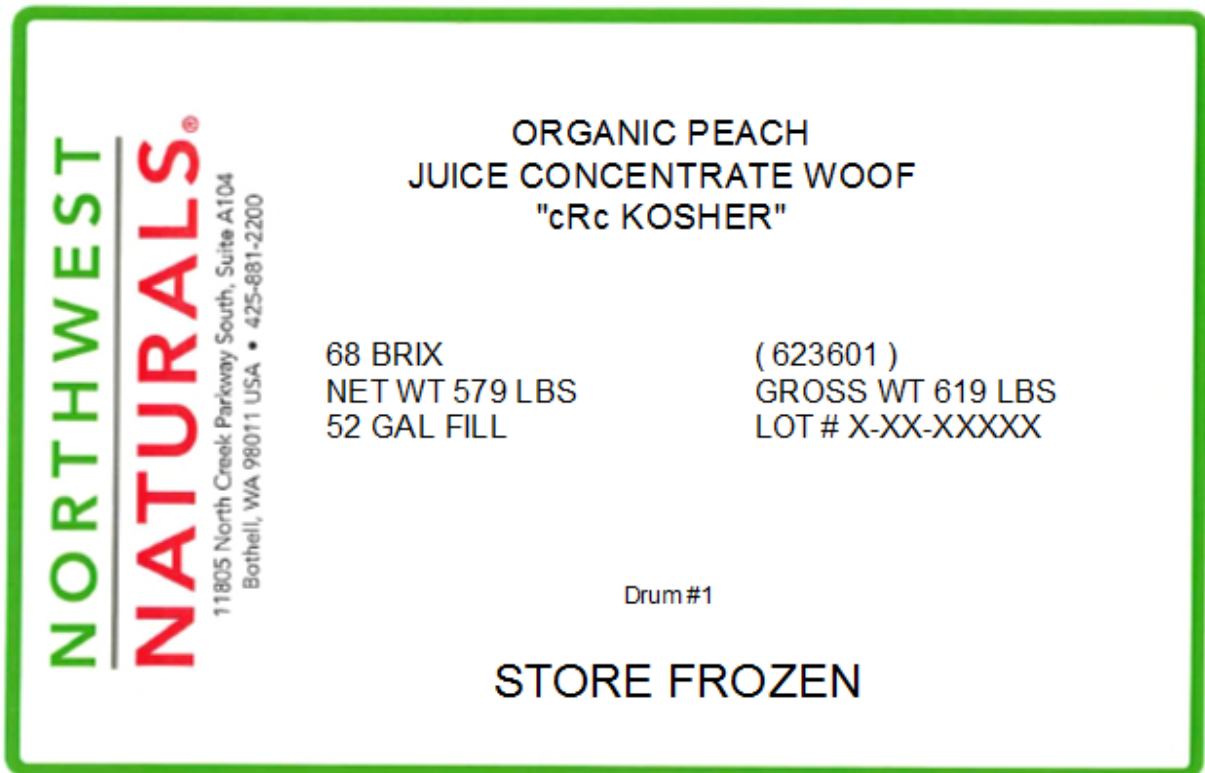 NORTHWEST
NATURALS®
11805 North Creek Parkway South, Suite A104
Bothell, WA 98011 USA • 425-881-2200
ORGANIC PEACH
JUICE CONCENTRATE WOOF
"cRc KOSHER"
68 BRIX
NET WT 579 LBS
52 GAL FILL
( 623601 )
GROSS WT 619 LBS
LOT # X-XX-XXXXX
Drum #1
STORE FROZEN